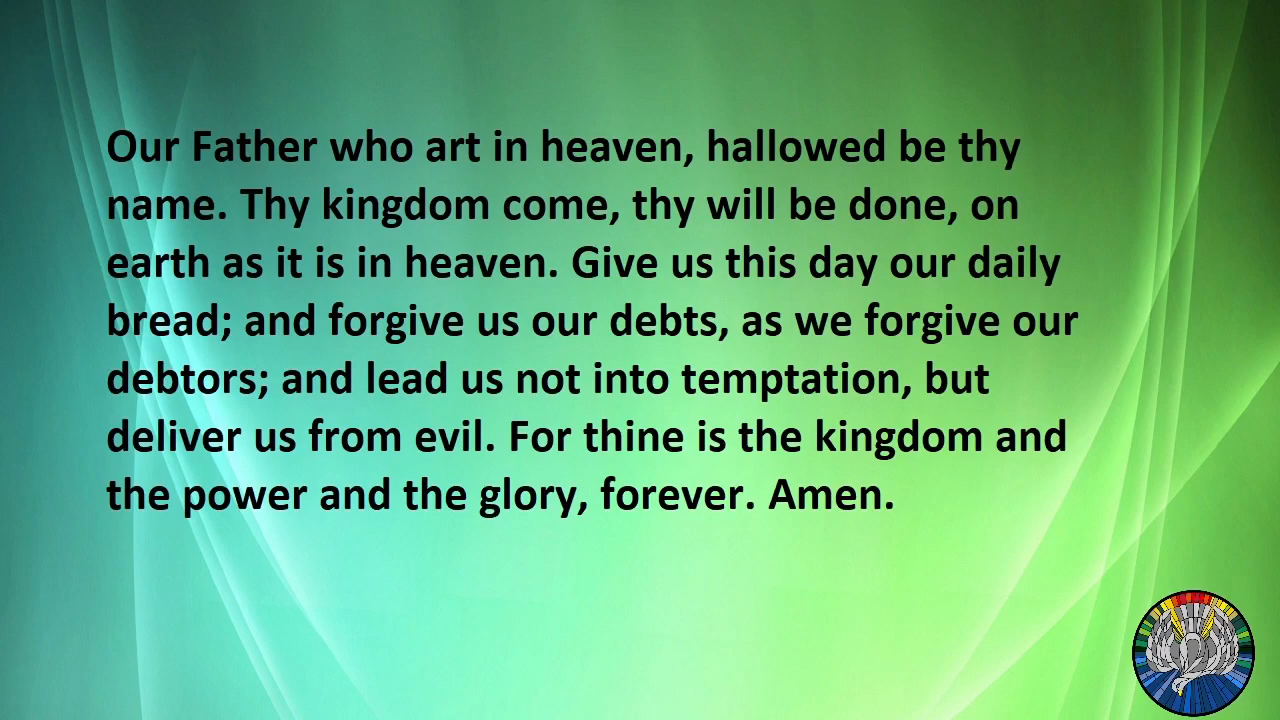 Our Father who art in heaven, hallowed be thy
name. Thy kingdom come, thy will be done, on
earth as it is in heaven. Give us this day our daily
bread; and forgive us our debts, as we forgive our
debtors; and lead us not into temptation, but
deliver us from evil. For thine is the kingdom and
the power and the glory, forever. Amen.